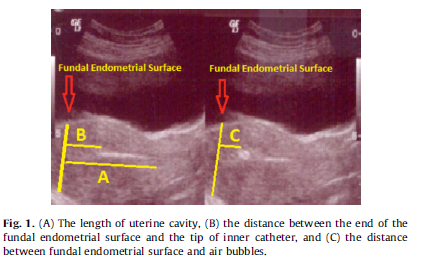 Fundal Endometrial Surface
Fundal Endometrial Surface
B
A
C
Fig. 1. (A) The length of uterine cavity, (B) the distance between the end of the
fundal endometrial surface and the tip of inner catheter, and (C) the distance
between fundal endometrial surface and air bubbles.